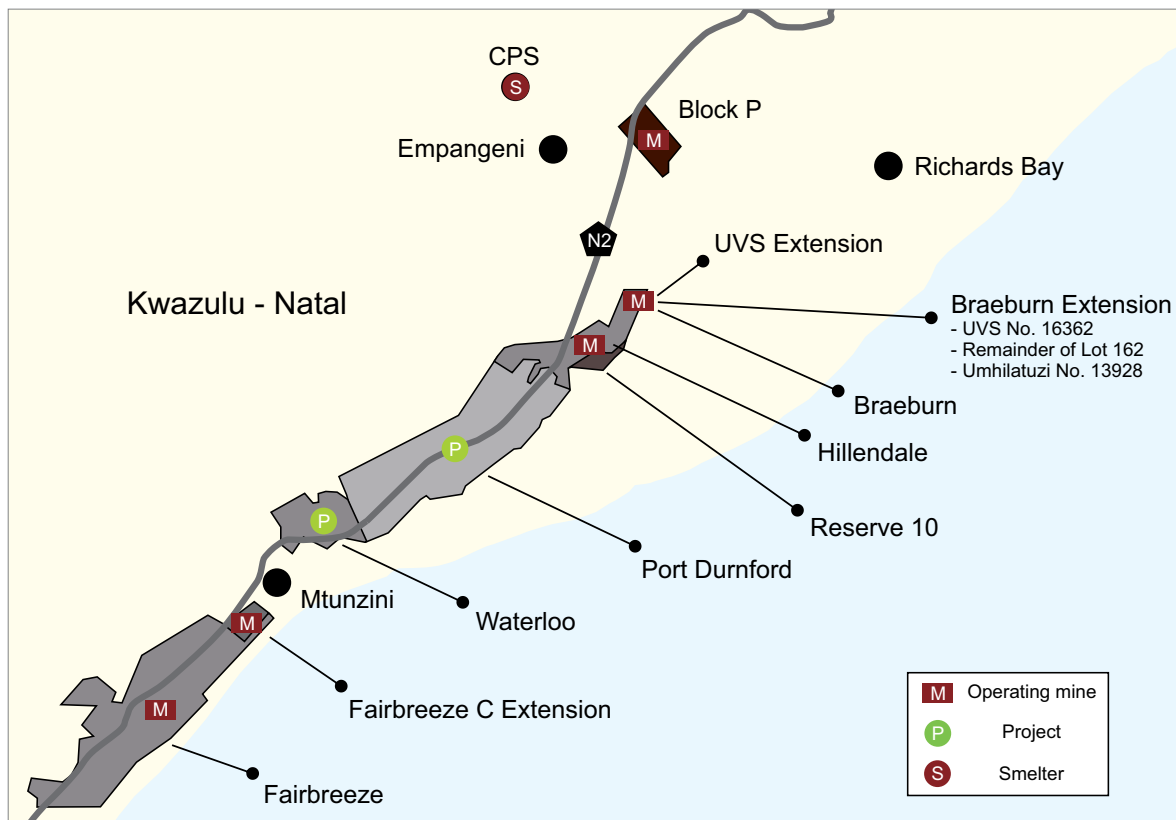 CPS
S
Block P
M
Empangeni
Richards Bay
N2
UVS Extension
Kwazulu - Natal
M
Braeburn Extension
- UVS No. 16362
- Remainder of Lot 162
- Umhilatuzi No. 13928
M
Braeburn
Hillendale
P
Reserve 10
P
Port Durnford
Mtunzini
Waterloo
M
Fairbreeze C Extension
M
Fairbreeze
M Operating mine
P Project
S Smelter